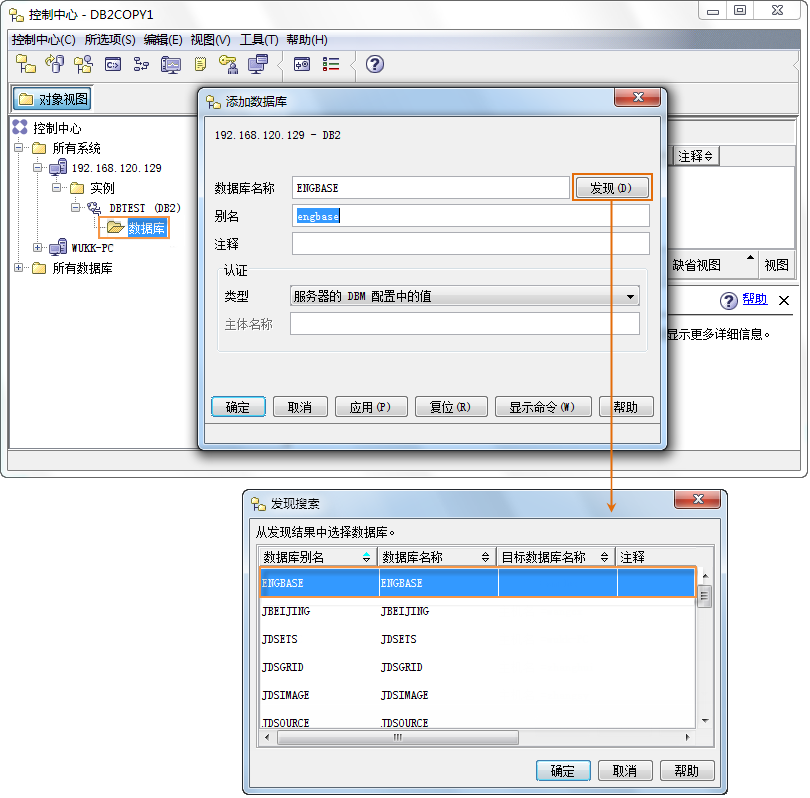 控制中心 - DB2COPY1
控制中心(C) 所选项(S) 编辑(E) 视图(V) 工具(T) 帮助(H)
对象视图
控制中心
所有系统
192.168.120.129
实例
DBTEST (DB2)
数据库
WUKK-PC
所有数据库
注释
缺省视图 视图
帮助
显示更多详细信息。
添加数据库
192.168.120.129 - DB2
数据库名称 ENGBASE 发现(D)
别名 engbase
注释
认证
类型 服务器的 DBM 配置中的值
主体名称
确定 取消 应用(P) 复位(R) 显示命令(W) 帮助
发现搜索
从发现结果中选择数据库。
数据库别名 数据库名称 目标数据库名称 注释
ENGBASE ENGBASE
JBEIJING JBEIJING
JDSETS JDSETS
JDSGRID JDSGRID
JDSIMAGE JDSIMAGE
JDSOURCE JDSOURCE
确定 取消 帮助